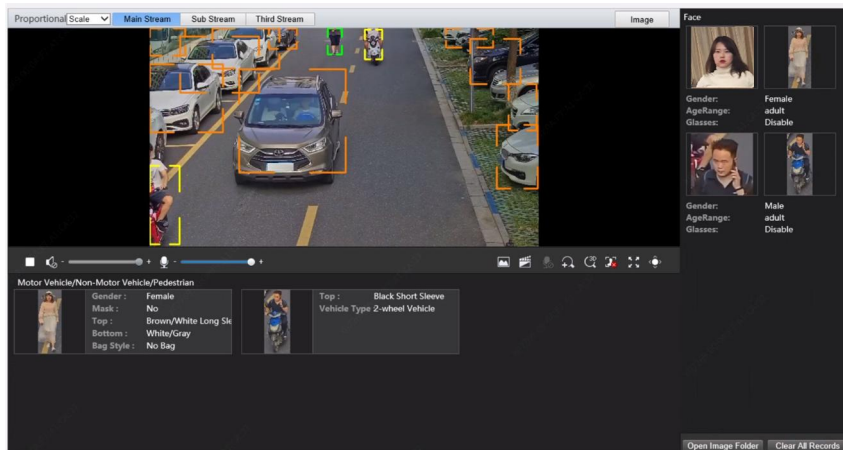 Proportional Scale Main Stream Sub Stream Third Stream Image
Face
Gender: Female
AgeRange: adult
Glasses: Disable
Gender: Male
AgeRange: adult
Glasses: Disable
Motor Vehicle/Non-Motor Vehicle/Pedestrian
Gender : Female
Mask : No
Top : Brown/White Long Sle
Bottom : White/Gray
Bag Style : No Bag
Top : Black Short Sleeve
Vehicle Type 2-wheel Vehicle
Open Image Folder Clear All Records